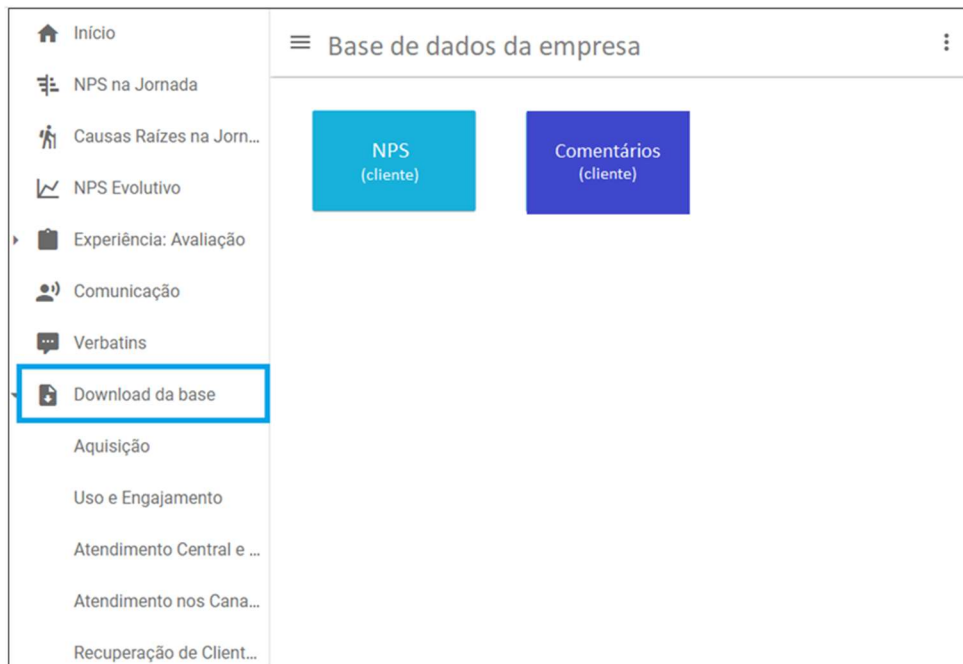 Início
NPS na Jornada
Causas Raízes na Jorn...
NPS Evolutivo
Experiência: Avaliação
Comunicação
Verbatins
Download da base
Aquisição
Uso e Engajamento
Atendimento Central e ...
Atendimento nos Cana...
Recuperação de Client...
Base de dados da empresa
NPS
(cliente)
Comentários
(cliente)